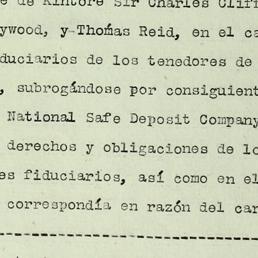 e de Kintore Sir Charles Cliff
ywood, y Thomas Reid, en el ca
duciarios de los tenedores de
, subrogándose por consiguient
National Safe Deposit Company
derechos y obligaciones de lo
es fiduciarios, así como en el
correspondía en razón del car